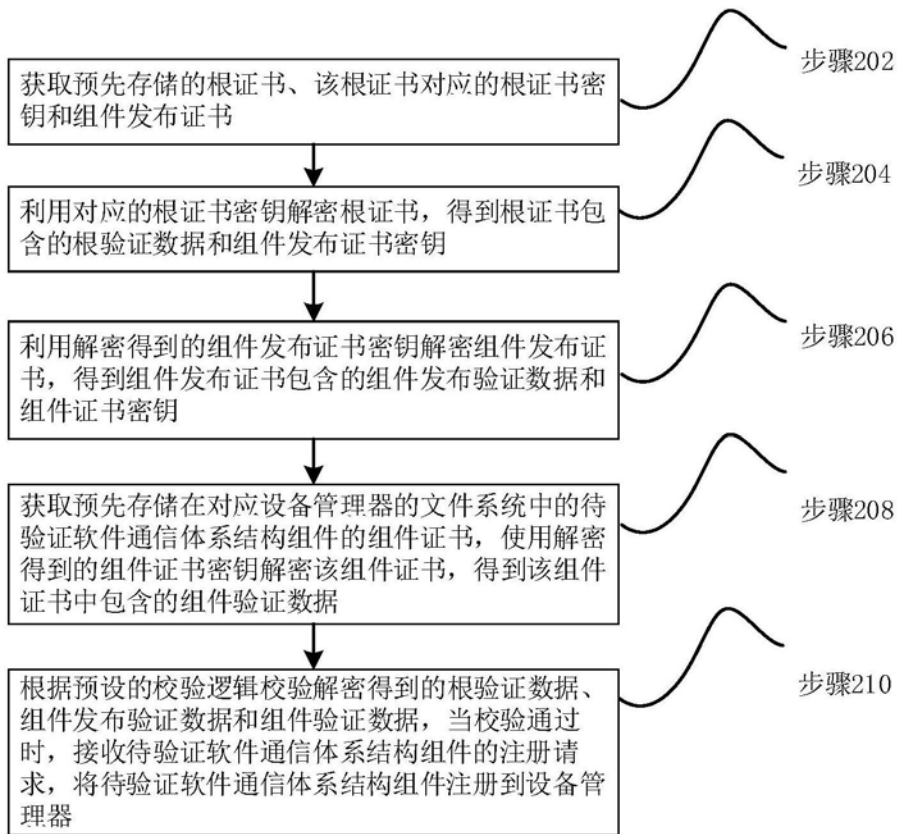 步骤202
获取预先存储的根证书、该根证书对应的根证书密
钥和组件发布证书
步骤204
利用对应的根证书密钥解密根证书，得到根证书包
含的根验证数据和组件发布证书密钥
步骤206
利用解密得到的组件发布证书密钥解密组件发布证
书，得到组件发布证书包含的组件发布验证数据和
组件证书密钥
步骤208
获取预先存储在对应设备管理器的文件系统中的待
验证软件通信体系结构组件的组件证书，使用解密
得到的组件证书密钥解密该组件证书，得到该组件
证书中包含的组件验证数据
步骤210
根据预设的校验逻辑校验解密得到的根验证数据、
组件发布验证数据和组件验证数据，当校验通过
时，接收待验证软件通信体系结构组件的注册请
求，将待验证软件通信体系结构组件注册到设备管
理器